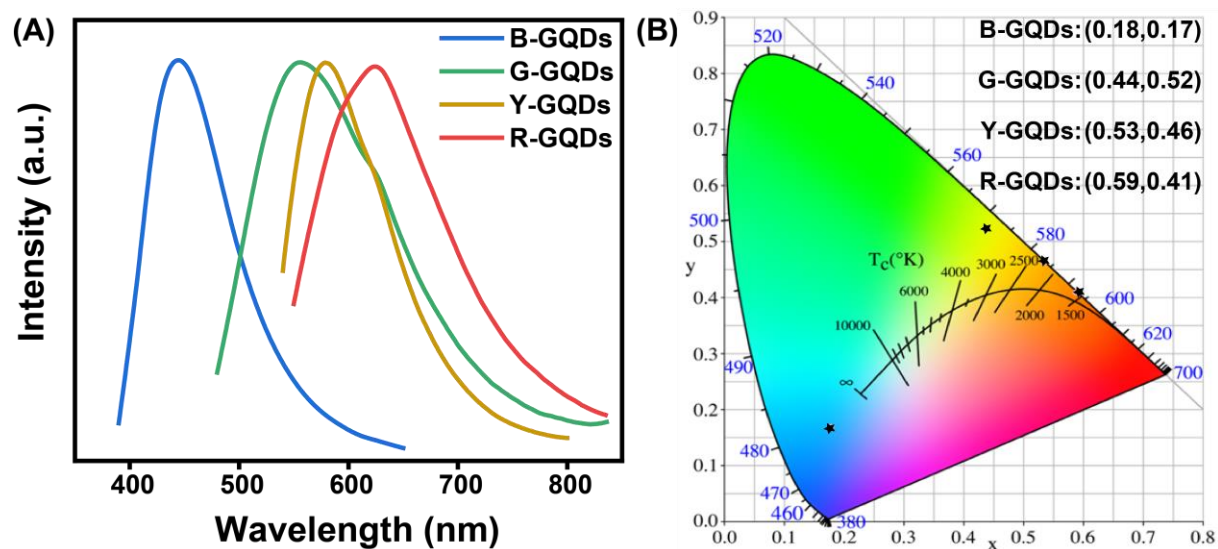 (A)
B-GQDs
G-GQDs
Y-GQDs
R-GQDs
Intensity (a.u.)
400 500 600 700 800
Wavelength (nm)
(B)
B-GQDs:(0.18,0.17)
G-GQDs:(0.44,0.52)
Y-GQDs:(0.53,0.46)
R-GQDs:(0.59,0.41)
0.9
0.8
0.7
0.6
0.5
y
0.4
0.3
0.2
0.1
0.0
520
540
560
500
580
600
620
700
490
480
470
460
380
Tc(°K)
∞
10000
6000
4000
3000
2500
2000
1500
0.0 0.1 0.2 0.3 0.4 0.5 0.6 0.7 0.8
x